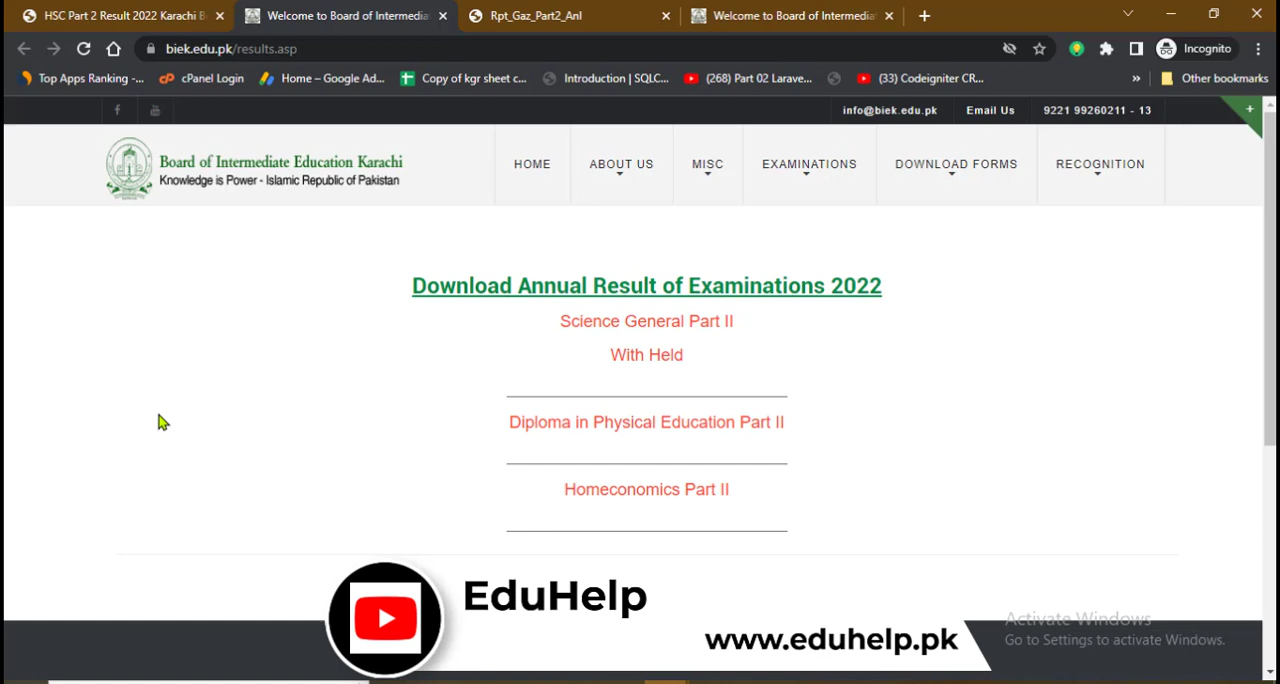 HSC Part 2 Result 2022 Karachi B
Welcome to Board of Intermedia
Rpt_Gaz_Part2_Anl
Welcome to Board of Intermedia
biek.edu.pk/results.asp
Incognito
Top Apps Ranking -...
cPanel Login
Home – Google Ad...
Copy of kgr sheet c...
Introduction | SQLC...
(268) Part 02 Larave...
(33) Codeigniter CR...
Other bookmarks
info@biek.edu.pk
Email Us
9221 99260211 - 13
Board of Intermediate Education Karachi
Knowledge is Power - Islamic Republic of Pakistan
HOME
ABOUT US
MISC
EXAMINATIONS
DOWNLOAD FORMS
RECOGNITION
Download Annual Result of Examinations 2022
Science General Part II
With Held
Diploma in Physical Education Part II
Homeconomics Part II
EduHelp
www.eduhelp.pk
Activate Windows
Go to Settings to activate Windows.